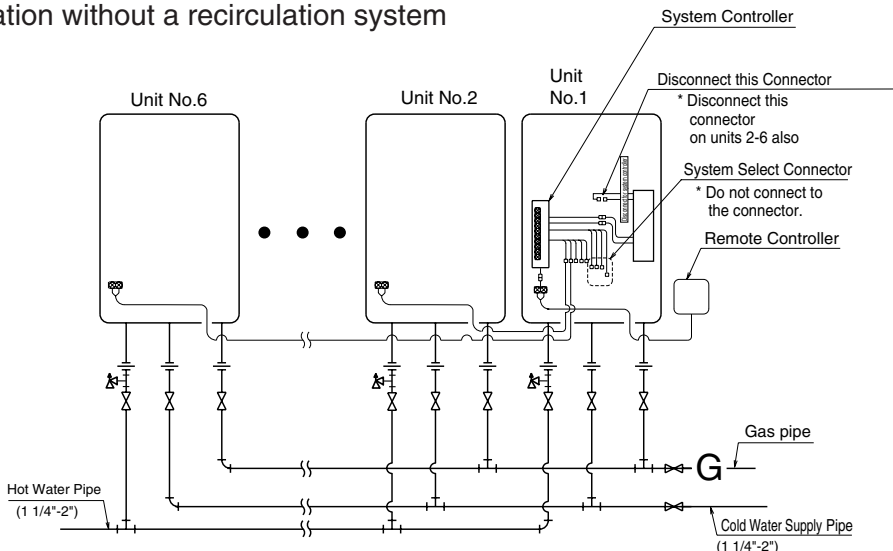 ation without a recirculation system
System Controller
Unit No.6
Unit No.2
Unit
No.1
Disconnect this Connector
* Disconnect this
connector
on units 2-6 also
System Select Connector
* Do not connect to
the connector.
Remote Controller
Gas pipe
G
Hot Water Pipe
(1 1/4"-2")
Cold Water Supply Pipe
(1 1/4"-2")